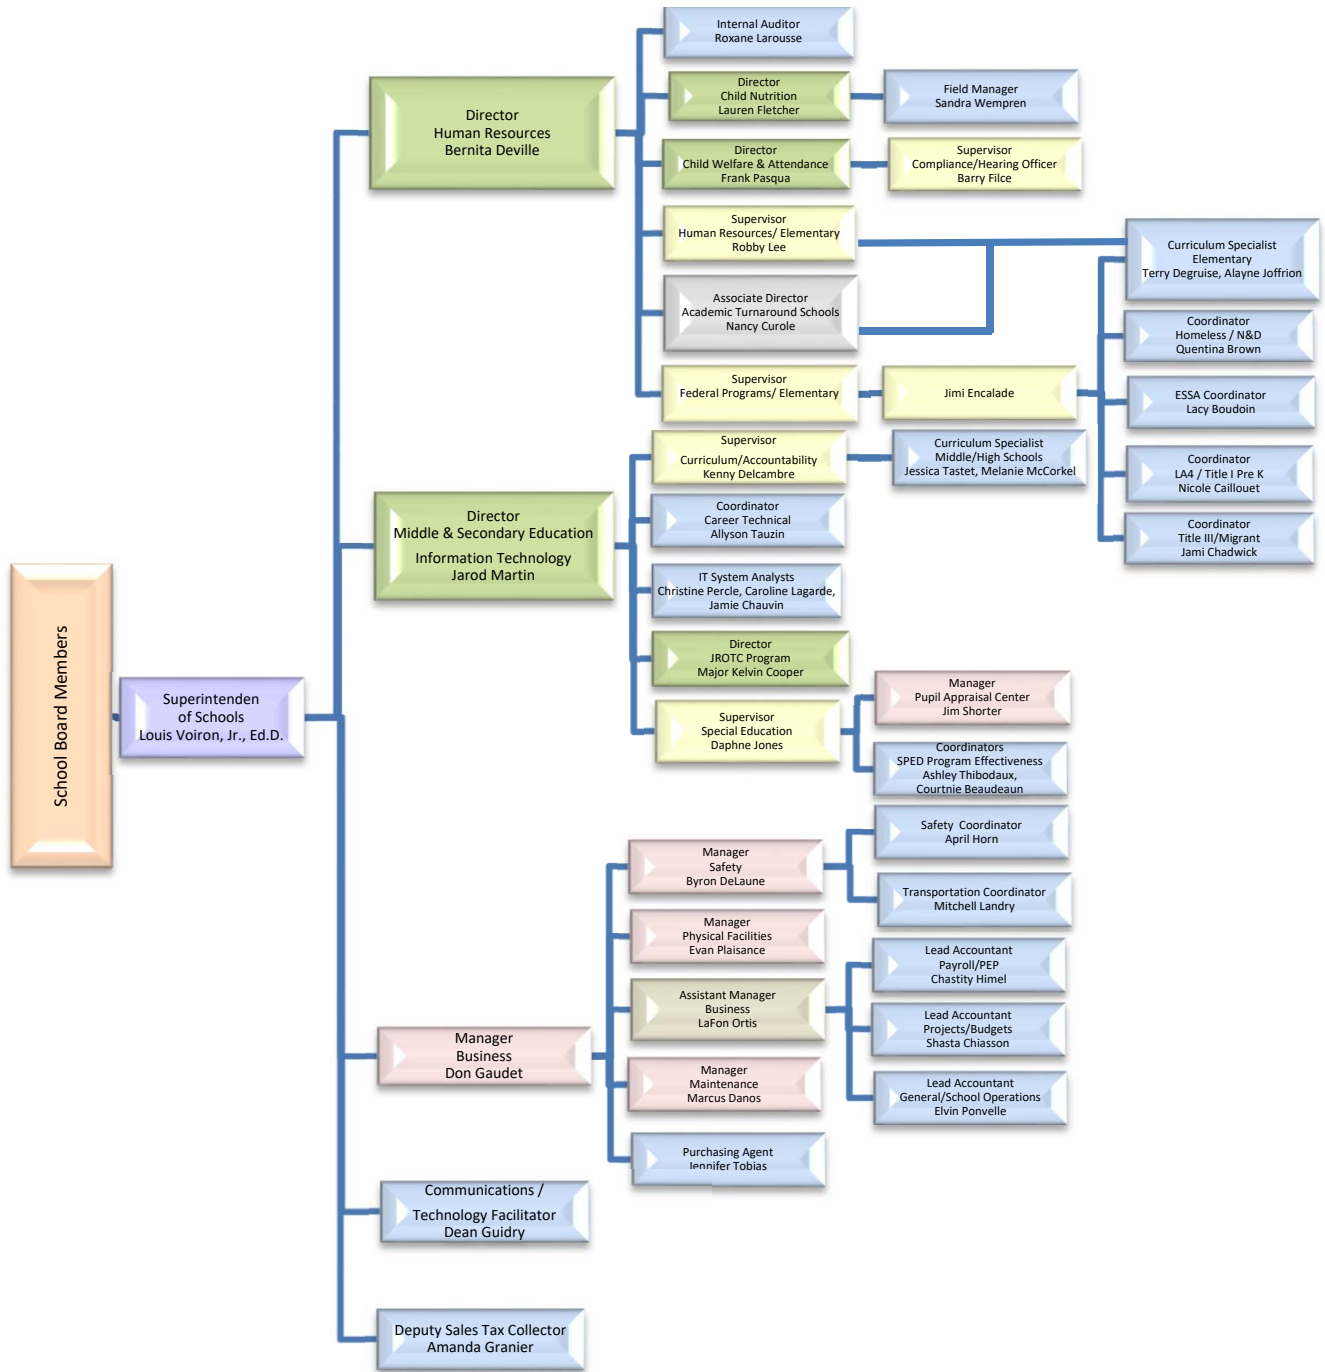 Internal Auditor
Roxane Larousse
Director
Child Nutrition
Lauren Fletcher
Field Manager
Sandra Wempren
Director
Human Resources
Bernita Deville
Director
Child Welfare & Attendance
Frank Pasqua
Supervisor
Compliance/Hearing Officer
Barry Filce
Supervisor
Human Resources/ Elementary
Robby Lee
Curriculum Specialist
Elementary
Terry Degruise, Alayne Joffrion
Associate Director
Academic Turnaround Schools
Nancy Curole
Coordinator
Homeless / N&D
Quentina Brown
Supervisor
Federal Programs/ Elementary
Jimi Encalade
ESSA Coordinator
Lacy Boudoin
Supervisor
Curriculum/Accountability
Kenny Delcambre
Curriculum Specialist
Middle/High Schools
Jessica Tastet, Melanie McCorkel
Coordinator
LA4 / Title I Pre K
Nicole Caillouet
Coordinator
Title III/Migrant
Jami Chadwick
Director
Middle & Secondary Education
Information Technology
Jarod Martin
Coordinator
Career Technical
Allyson Tauzin
IT System Analysts
Christine Percle, Caroline Lagarde,
Jamie Chauvin
Director
JROTC Program
Major Kelvin Cooper
School Board Members
Superintenden
of Schools
Louis Voiron, Jr., Ed.D.
Supervisor
Special Education
Daphne Jones
Manager
Pupil Appraisal Center
Jim Shorter
Coordinators
SPED Program Effectiveness
Ashley Thibodaux,
Courtnie Beaudeaun
Manager
Safety
Byron DeLaune
Safety Coordinator
April Horn
Transportation Coordinator
Mitchell Landry
Manager
Physical Facilities
Evan Plaisance
Assistant Manager
Business
LaFon Ortis
Lead Accountant
Payroll/PEP
Chastity Himel
Lead Accountant
Projects/Budgets
Shasta Chiasson
Manager
Business
Don Gaudet
Manager
Maintenance
Marcus Danos
Lead Accountant
General/School Operations
Elvin Ponvelle
Purchasing Agent
Jennifer Tobias
Communications /
Technology Facilitator
Dean Guidry
Deputy Sales Tax Collector
Amanda Granier